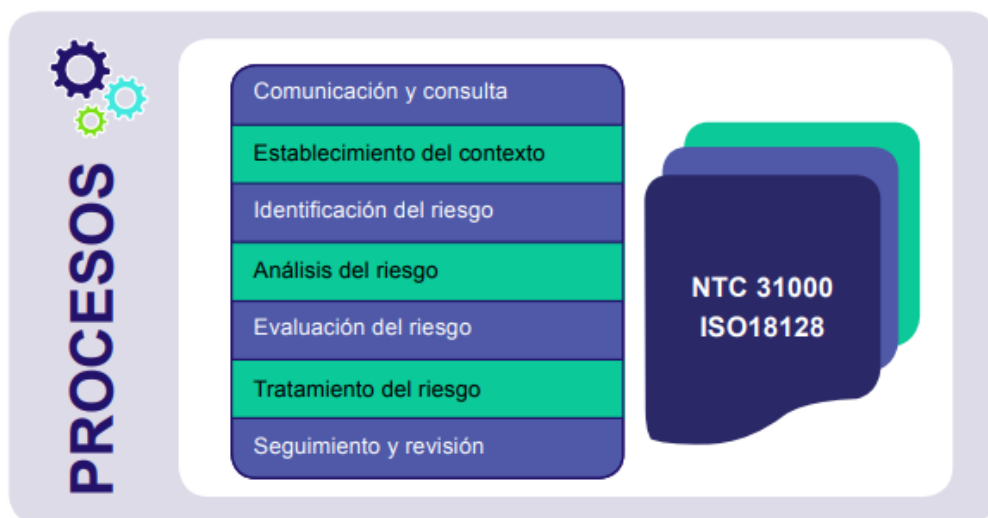 PROCESOS
Comunicación y consulta
Establecimiento del contexto
Identificación del riesgo
Análisis del riesgo
Evaluación del riesgo
Tratamiento del riesgo
Seguimiento y revisión
NTC 31000
ISO18128